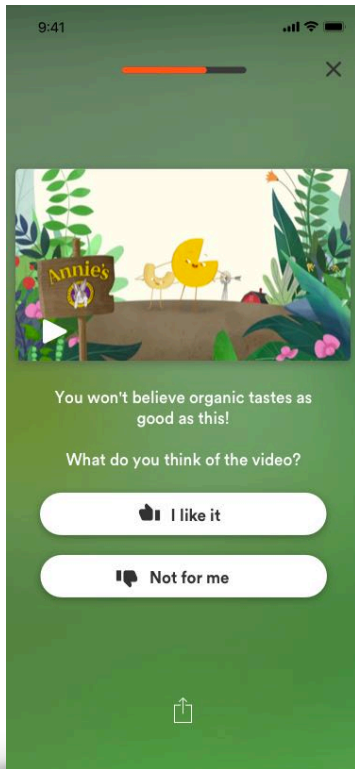 9:41
Annie's
You won't believe organic tastes as
good as this!
What do you think of the video?
I like it
Not for me